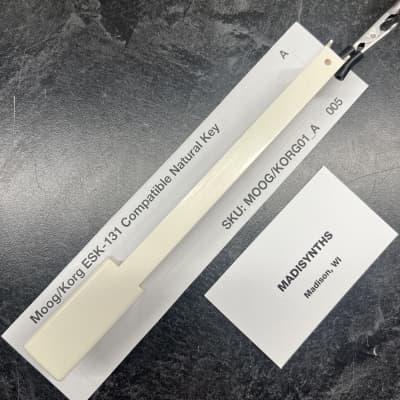 A
Moog/Korg ESK-131 Compatible Natural Key
SKU: MOOG/KORG01_A
005
MADISYNTHS
Madison, WI